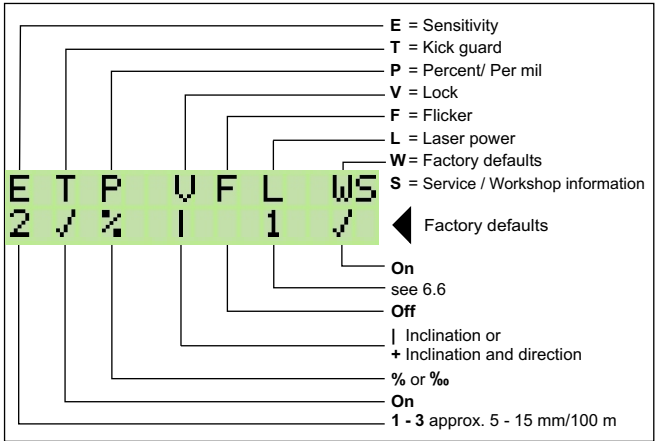 E = Sensitivity
T = Kick guard
P = Percent/ Per mil
V = Lock
F = Flicker
L = Laser power
W = Factory defaults
S = Service / Workshop information
E T P V F L WS
2 ✓ % | 1 ✓
Factory defaults
On
see 6.6
Off
| Inclination or
+ Inclination and direction
% or ‰
On
1 - 3 approx. 5 - 15 mm/100 m